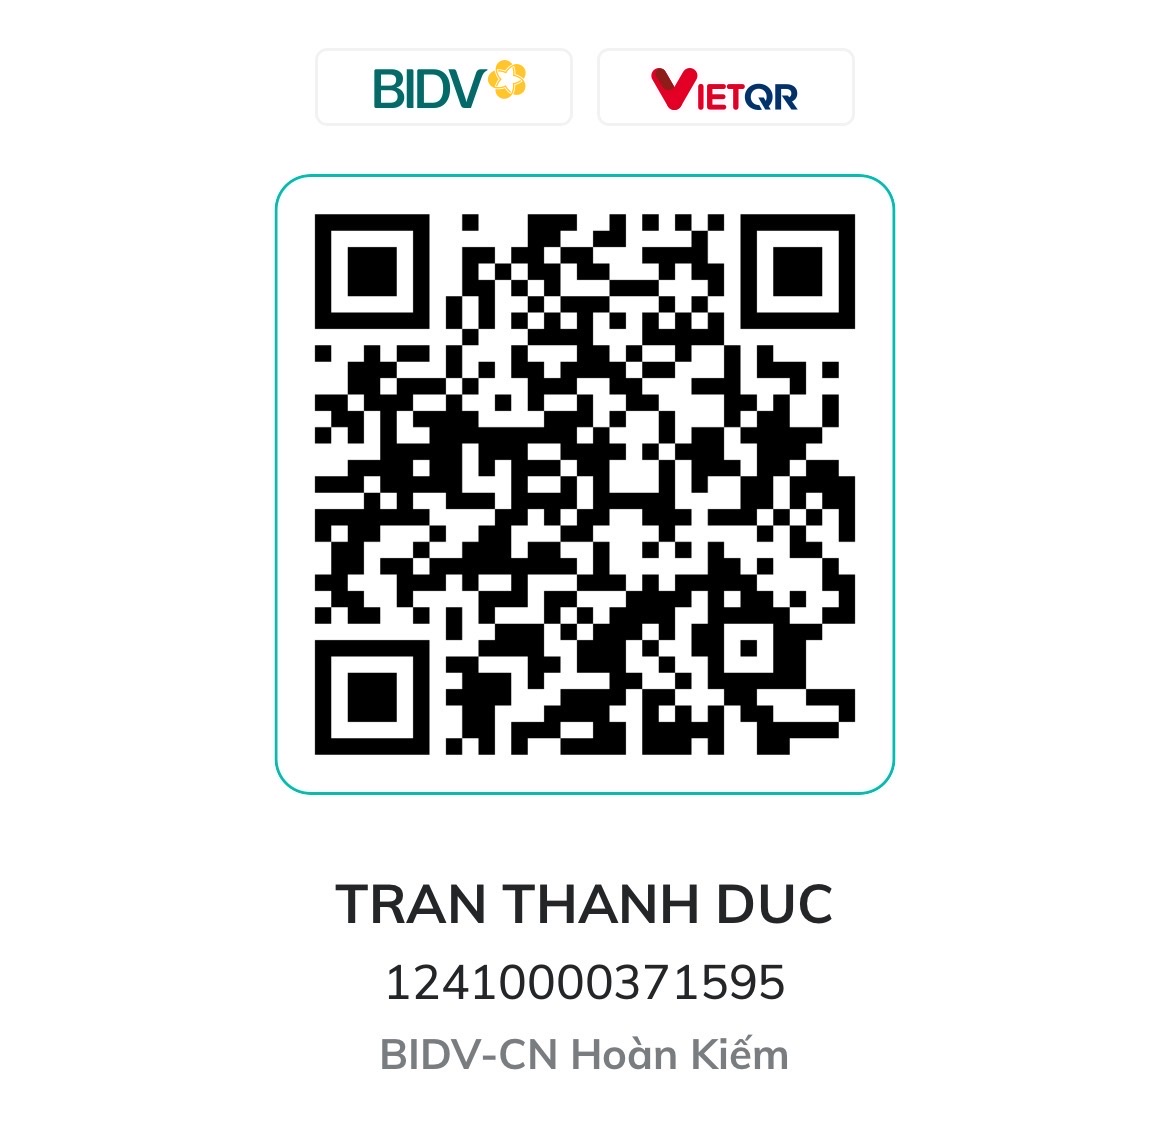 BIDV VIETQR
TRAN THANH DUC
12410000371595
BIDV-CN Hoàn Kiếm